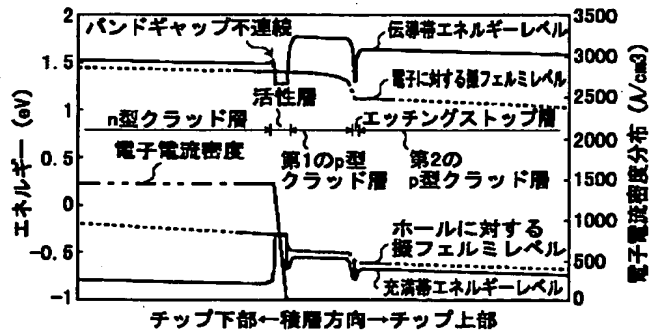 2
1.5
1
0.5
0
-0.5
-1
エネルギー (eV)
3500
3000
2500
2000
1500
1000
500
0
電子電流密度分布 (A/cm3)
バンドギャップ不連続
伝導帯エネルギーレベル
電子に対する擬フェルミレベル
活性層
n型クラッド層
エッチングストップ層
電子電流密度
第1のp型
クラッド層
第2の
p型クラッド層
ホールに対する
擬フェルミレベル
充満帯エネルギーレベル
チップ下部←積層方向→チップ上部